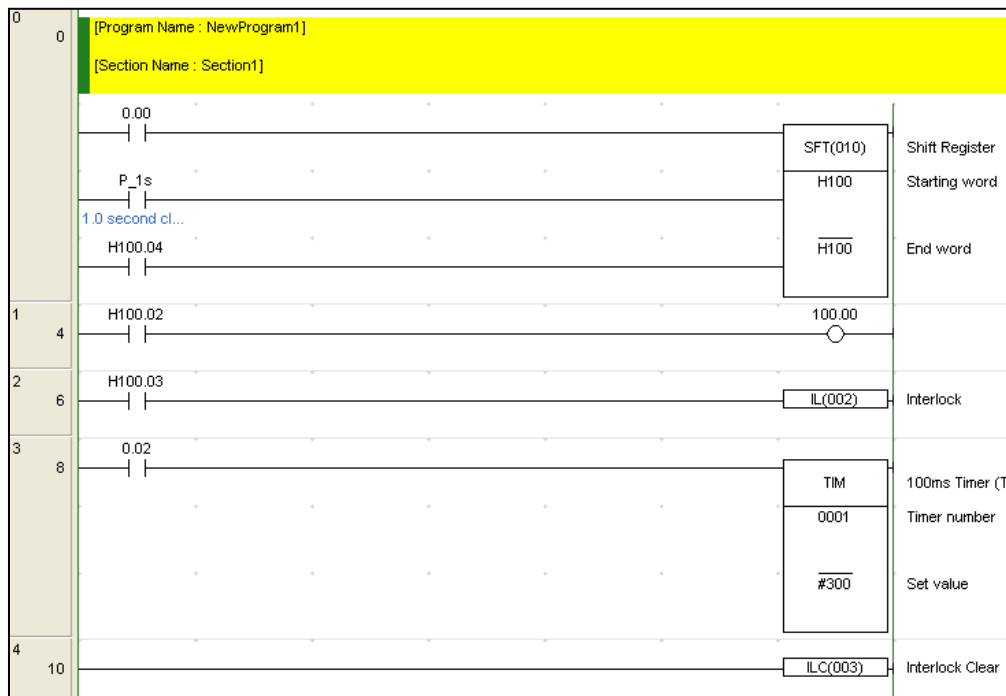 0
0
[Program Name : NewProgram1]
[Section Name : Section1]
0.00
SFT(010)
Shift Register
P_1s
H100
Starting word
1.0 second cl...
H100.04
H100
End word
1
4
H100.02
100.00
2
6
H100.03
IL(002)
Interlock
3
8
0.02
TIM
100ms Timer (T
0001
Timer number
#300
Set value
4
10
ILC(003)
Interlock Clear